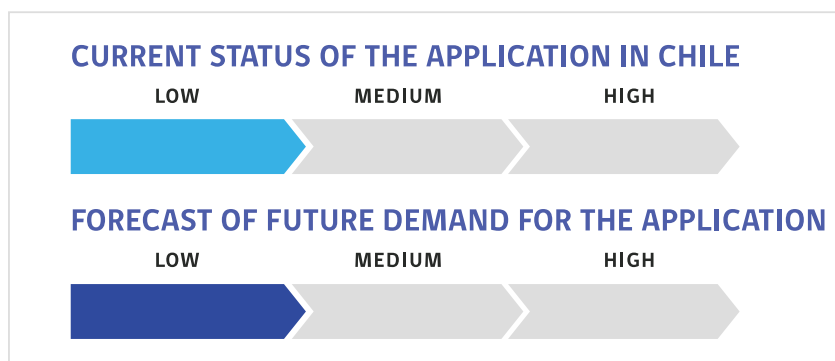 CURRENT STATUS OF THE APPLICATION IN CHILE
LOW MEDIUM HIGH
FORECAST OF FUTURE DEMAND FOR THE APPLICATION
LOW MEDIUM HIGH